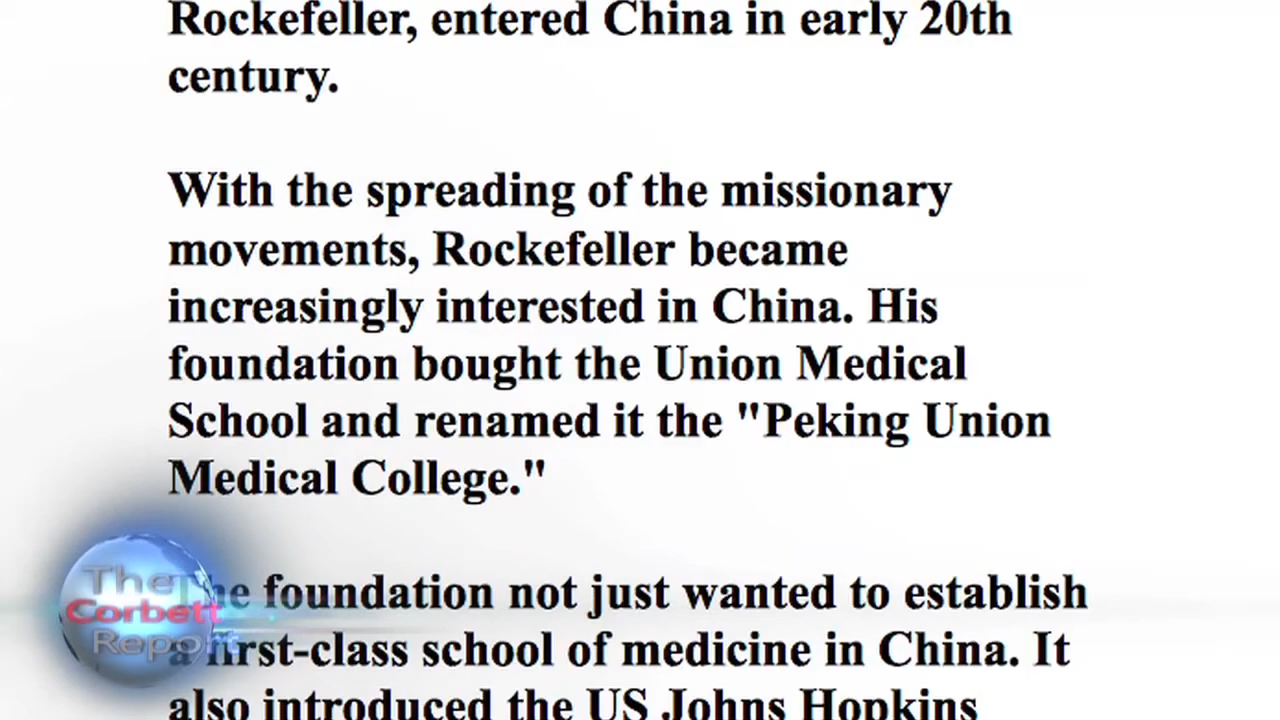 Rockefeller, entered China in early 20th
century.
With the spreading of the missionary
movements, Rockefeller became
increasingly interested in China. His
foundation bought the Union Medical
School and renamed it the "Peking Union
Medical College."
The foundation not just wanted to establish
a first-class school of medicine in China. It
also introduced the US Johns Hopkins
The
Corbett
Report